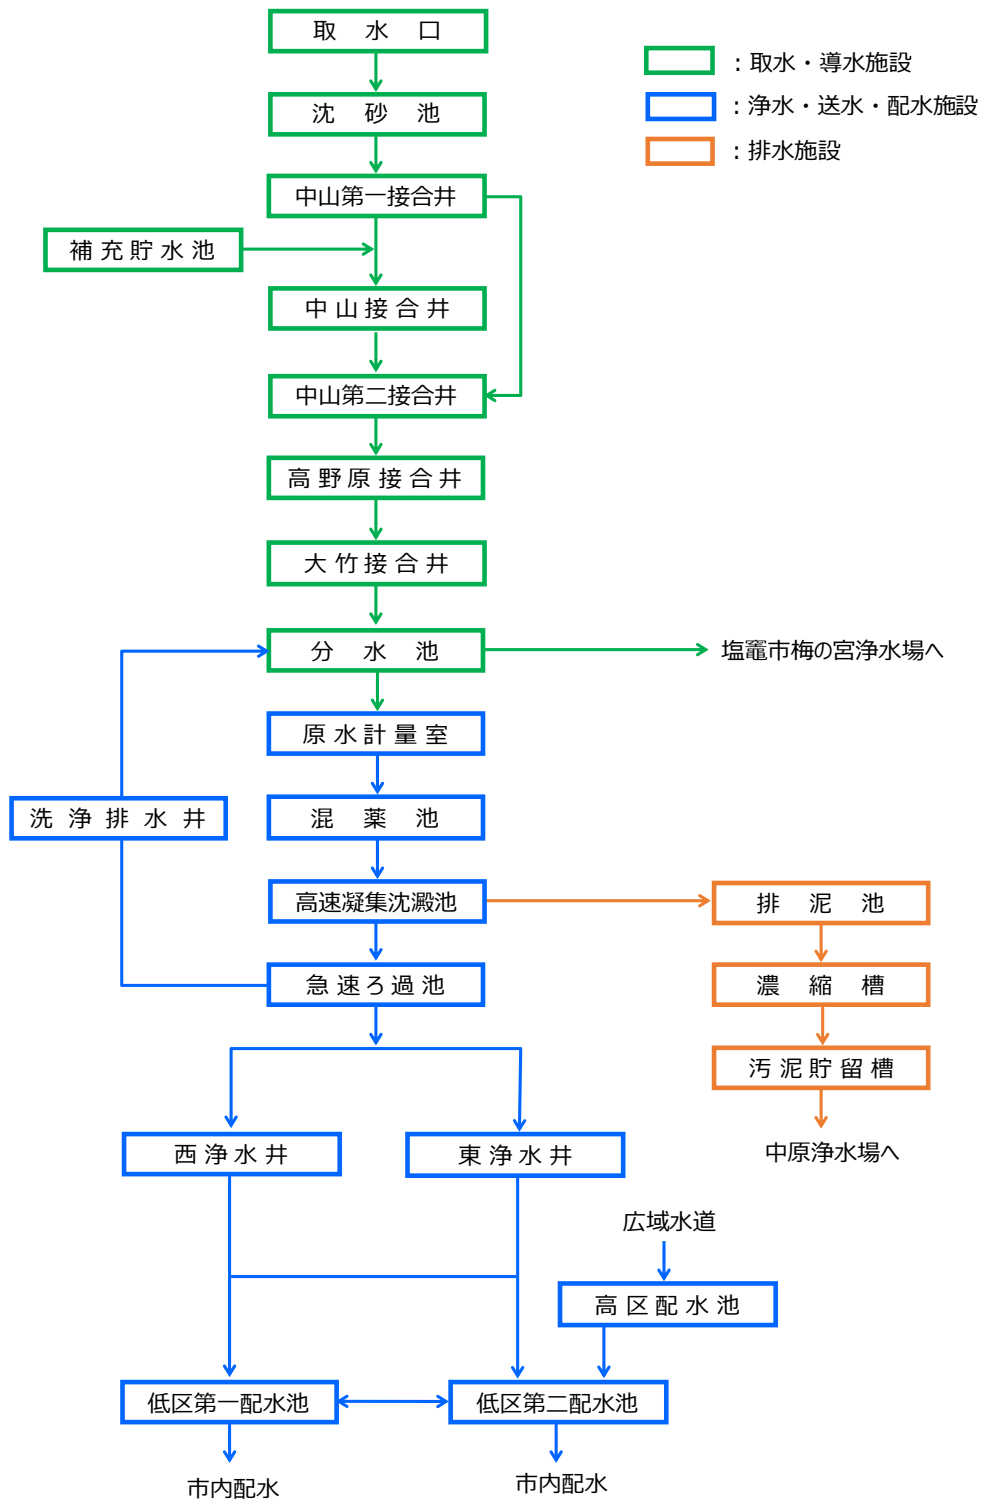 取水口
：取水・導水施設
沈砂池
：浄水・送水・配水施設
：排水施設
中山第一接合井
補充貯水池
中山接合井
中山第二接合井
高野原接合井
大竹接合井
分水池
塩竈市梅の宮浄水場へ
原水計量室
洗浄排水井
混薬池
高速凝集沈澱池
排泥池
急速ろ過池
濃縮槽
汚泥貯留槽
西浄水井
東浄水井
中原浄水場へ
広域水道
高区配水池
低区第一配水池
低区第二配水池
市内配水
市内配水